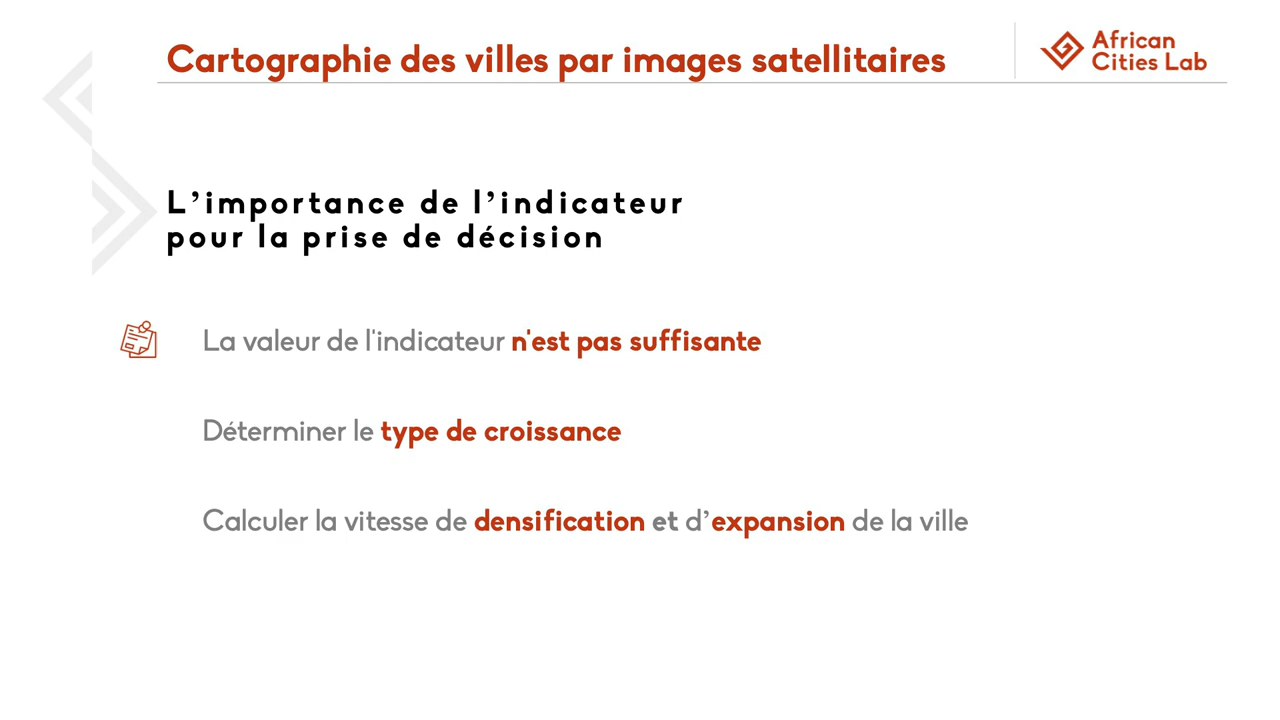 Cartographie des villes par images satellitaires
African
Cities Lab
L’importance de l’indicateur
pour la prise de décision
La valeur de l'indicateur n'est pas suffisante
Déterminer le type de croissance
Calculer la vitesse de densification et d’expansion de la ville